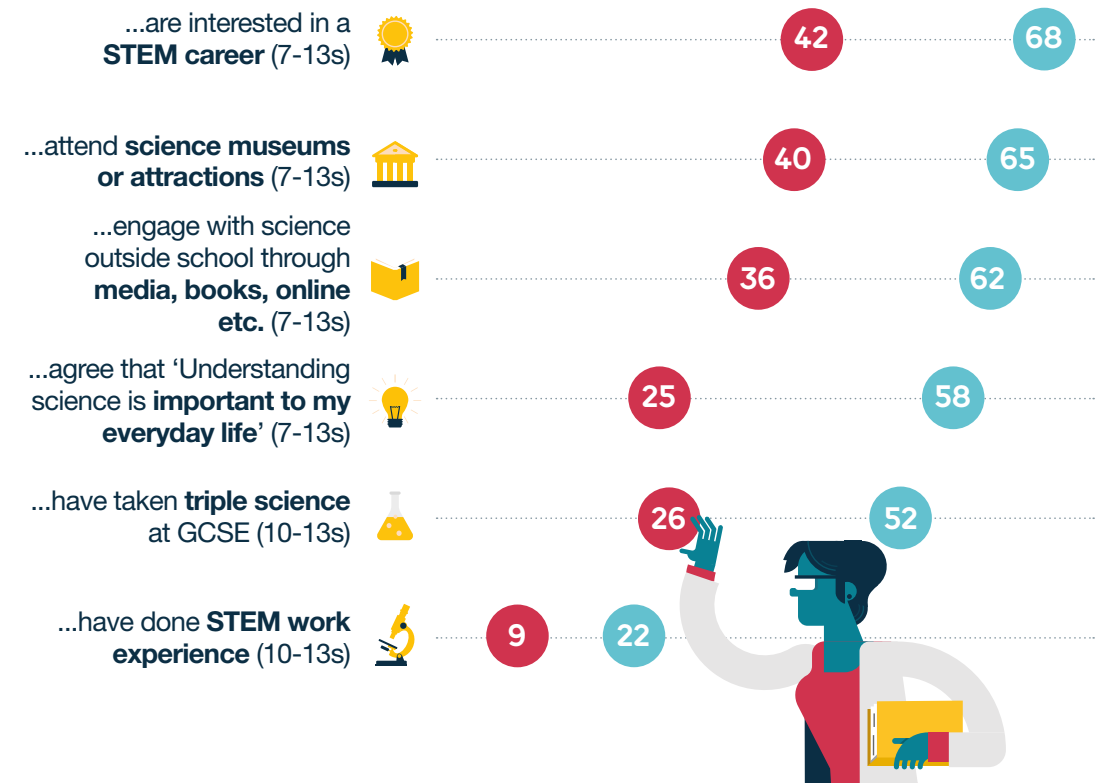 ...are interested in a
STEM career (7-13s)
42
68
...attend science museums
or attractions (7-13s)
40
65
...engage with science
outside school through
media, books, online
etc. (7-13s)
36
62
...agree that ‘Understanding
science is important to my
everyday life’ (7-13s)
25
58
...have taken triple science
at GCSE (10-13s)
26
52
...have done STEM work
experience (10-13s)
9
22